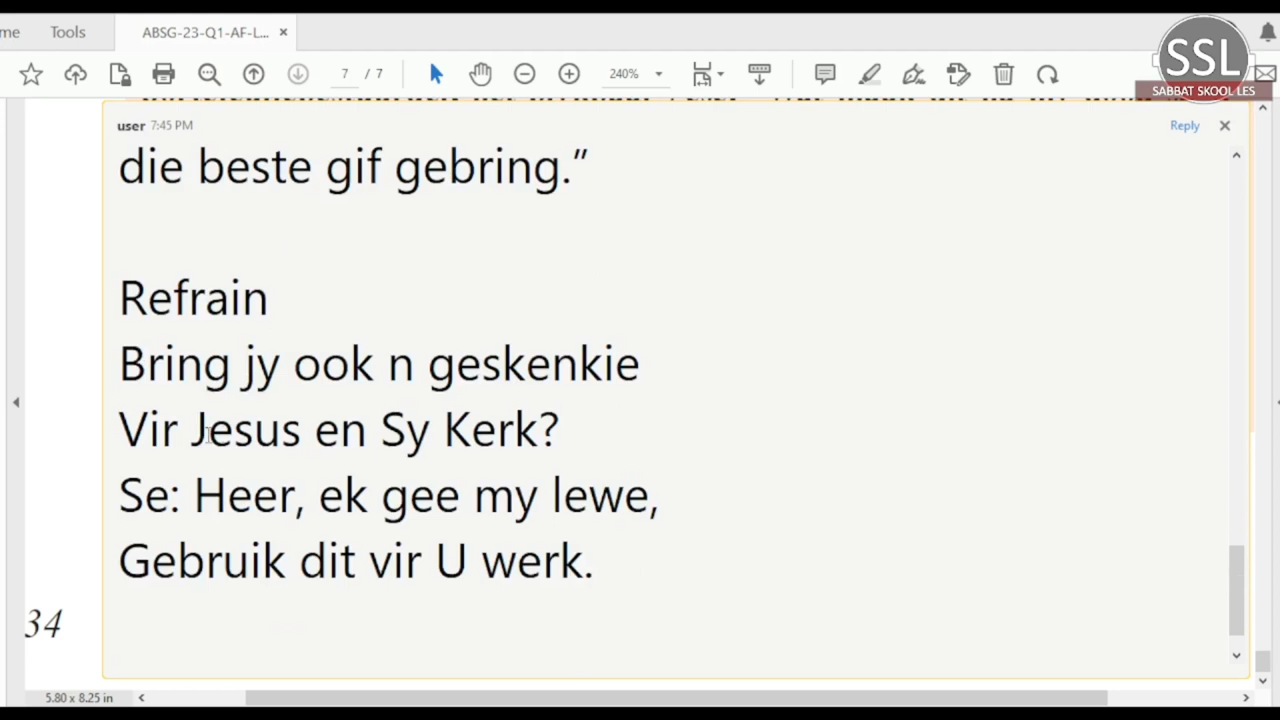 me Tools ABSG-23-Q1-AF-L... ×
SSL
SABBAT SKOOL LES
7 / 7 240%
user 7:45 PM Reply
die beste gif gebring.”
Refrain
Bring jy ook n geskenkie
Vir Jesus en Sy Kerk?
Se: Heer, ek gee my lewe,
Gebruik dit vir U werk.
34
5.80 x 8.25 in